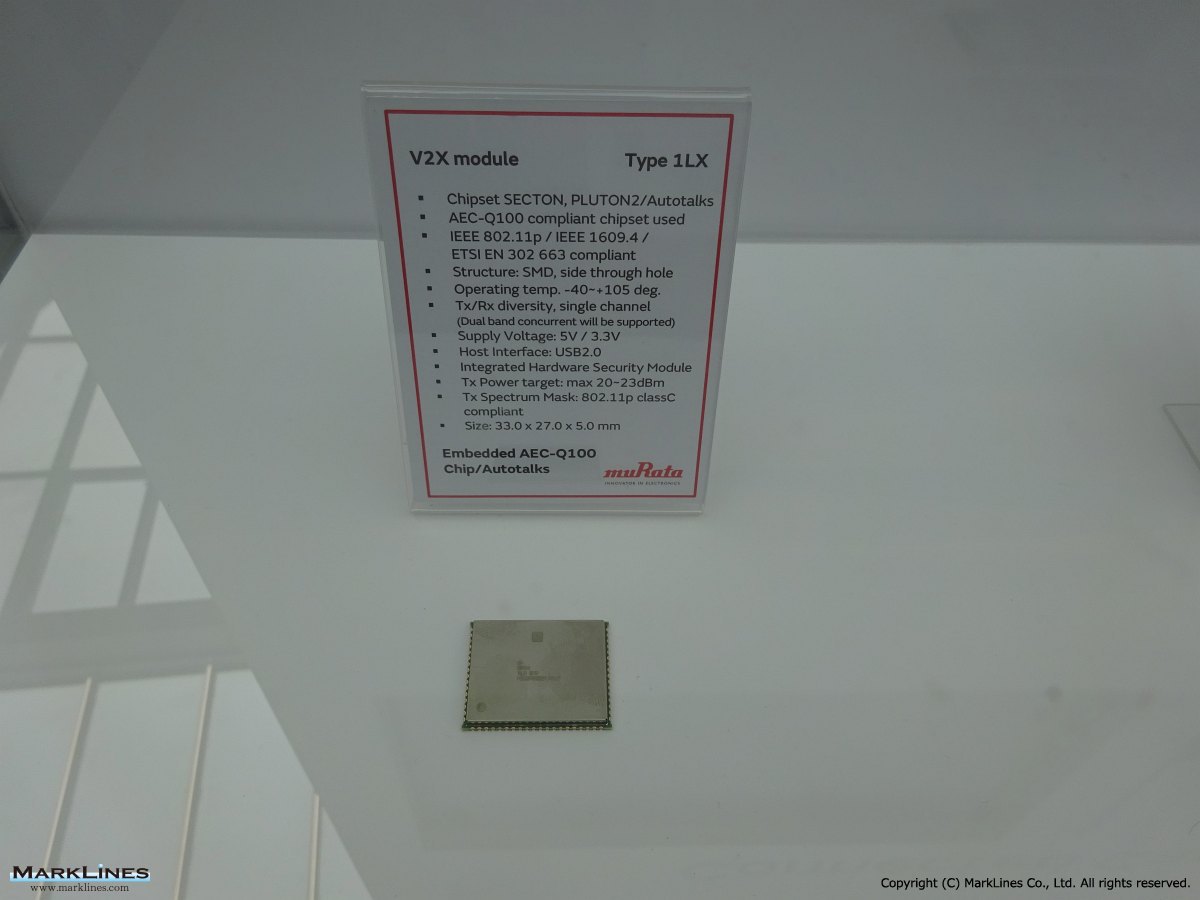 V2X module Type 1LX
▪ Chipset SECTON, PLUTON2/Autotalks
▪ AEC-Q100 compliant chipset used
▪ IEEE 802.11p / IEEE 1609.4 /
ETSI EN 302 663 compliant
▪ Structure: SMD, side through hole
▪ Operating temp. -40~+105 deg.
▪ Tx/Rx diversity, single channel
(Dual band concurrent will be supported)
▪ Supply Voltage: 5V / 3.3V
▪ Host Interface: USB2.0
▪ Integrated Hardware Security Module
▪ Tx Power target: max 20~23dBm
▪ Tx Spectrum Mask: 802.11p classC
compliant
▪ Size: 33.0 x 27.0 x 5.0 mm
Embedded AEC-Q100
Chip/Autotalks
muRata
INNOVATOR IN ELECTRONICS
MARKLINES
www.marklines.com
Copyright (C) MarkLines Co., Ltd. All rights reserved.